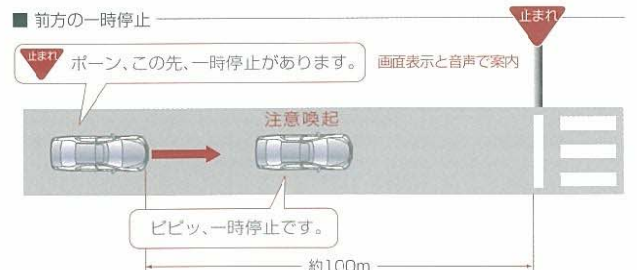 ■ 前方の一時停止
止まれ
止まれ ポーン、この先、一時停止があります。
画面表示と音声で案内
注意喚起
ピピッ、一時停止です。
約100m